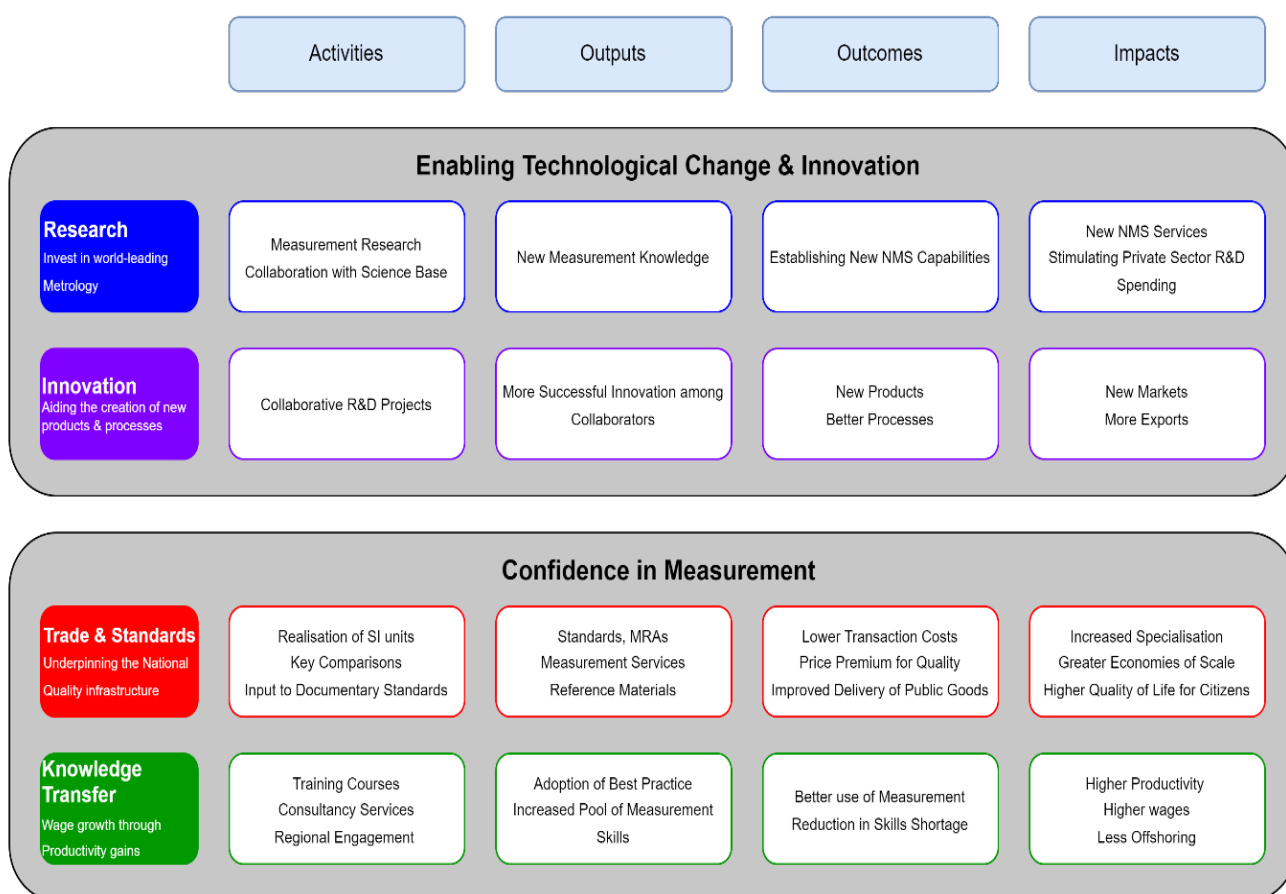 Activities
Outputs
Outcomes
Impacts
Enabling Technological Change & Innovation
Research
Invest in world-leading
Metrology
Measurement Research
Collaboration with Science Base
New Measurement Knowledge
Establishing New NMS Capabilities
New NMS Services
Stimulating Private Sector R&D
Spending
Innovation
Aiding the creation of new
products & processes
Collaborative R&D Projects
More Successful Innovation among
Collaborators
New Products
Better Processes
New Markets
More Exports
Confidence in Measurement
Trade & Standards
Underpinning the National
Quality infrastructure
Realisation of SI units
Key Comparisons
Input to Documentary Standards
Standards, MRAs
Measurement Services
Reference Materials
Lower Transaction Costs
Price Premium for Quality
Improved Delivery of Public Goods
Increased Specialisation
Greater Economies of Scale
Higher Quality of Life for Citizens
Knowledge
Transfer
Wage growth through
Productivity gains
Training Courses
Consultancy Services
Regional Engagement
Adoption of Best Practice
Increased Pool of Measurement
Skills
Better use of Measurement
Reduction in Skills Shortage
Higher Productivity
Higher wages
Less Offshoring